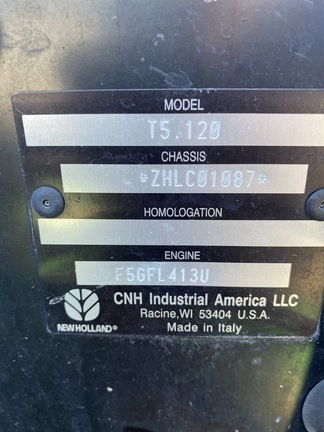 MODEL
T5.120
CHASSIS
*ZHLC01087*
HOMOLOGATION
ENGINE
F5GFL413U
CNH Industrial America LLC
Racine,WI 53404 U.S.A.
Made in Italy
NEW HOLLAND®